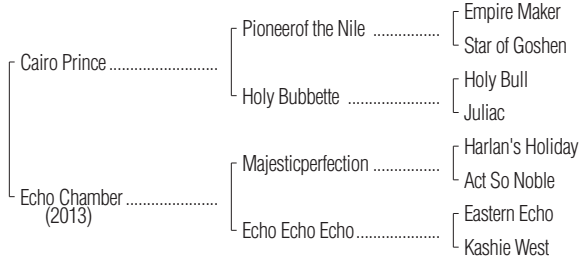 Cairo Prince ..........................
Pioneerof the Nile ................
Empire Maker
Star of Goshen
Holy Bubbette ......................
Holy Bull
Juliac
Echo Chamber ......................
(2013)
Majesticperfection ................
Harlan's Holiday
Act So Noble
Echo Echo Echo ....................
Eastern Echo
Kashie West